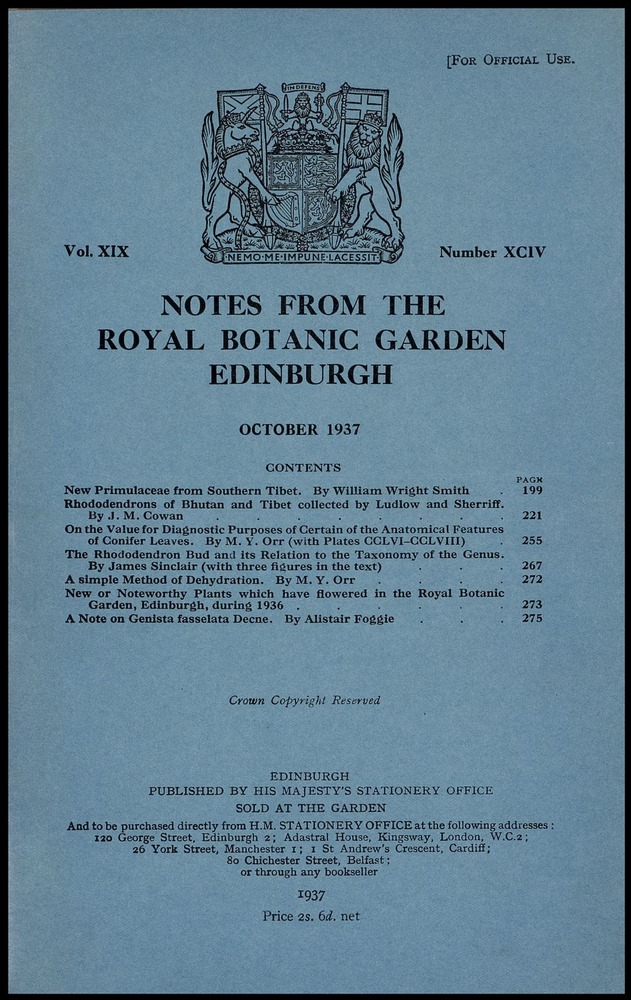 [For Official Use.
IN DEFENS
NEMO·ME·IMPUNE·LACESSIT
Vol. XIX Number XCIV
NOTES FROM THE
ROYAL BOTANIC GARDEN
EDINBURGH
OCTOBER 1937
CONTENTS
PAGE
New Primulaceae from Southern Tibet. By William Wright Smith . 199
Rhododendrons of Bhutan and Tibet collected by Ludlow and Sherriff.
By J. M. Cowan . . . . . . . 221
On the Value for Diagnostic Purposes of Certain of the Anatomical Features
of Conifer Leaves. By M. Y. Orr (with Plates CCLVI-CCLVIII) . 255
The Rhododendron Bud and its Relation to the Taxonomy of the Genus.
By James Sinclair (with three figures in the text) . . . 267
A simple Method of Dehydration. By M. Y. Orr . . . . 272
New or Noteworthy Plants which have flowered in the Royal Botanic
Garden, Edinburgh, during 1936 . . . . . . 273
A Note on Genista fasselata Decne. By Alistair Foggie . . . 275
Crown Copyright Reserved
EDINBURGH
PUBLISHED BY HIS MAJESTY'S STATIONERY OFFICE
SOLD AT THE GARDEN
And to be purchased directly from H.M. STATIONERY OFFICE at the following addresses :
120 George Street, Edinburgh 2; Adastral House, Kingsway, London, W.C.2;
26 York Street, Manchester 1; 1 St Andrew's Crescent, Cardiff;
80 Chichester Street, Belfast;
or through any bookseller
1937
Price 2s. 6d. net